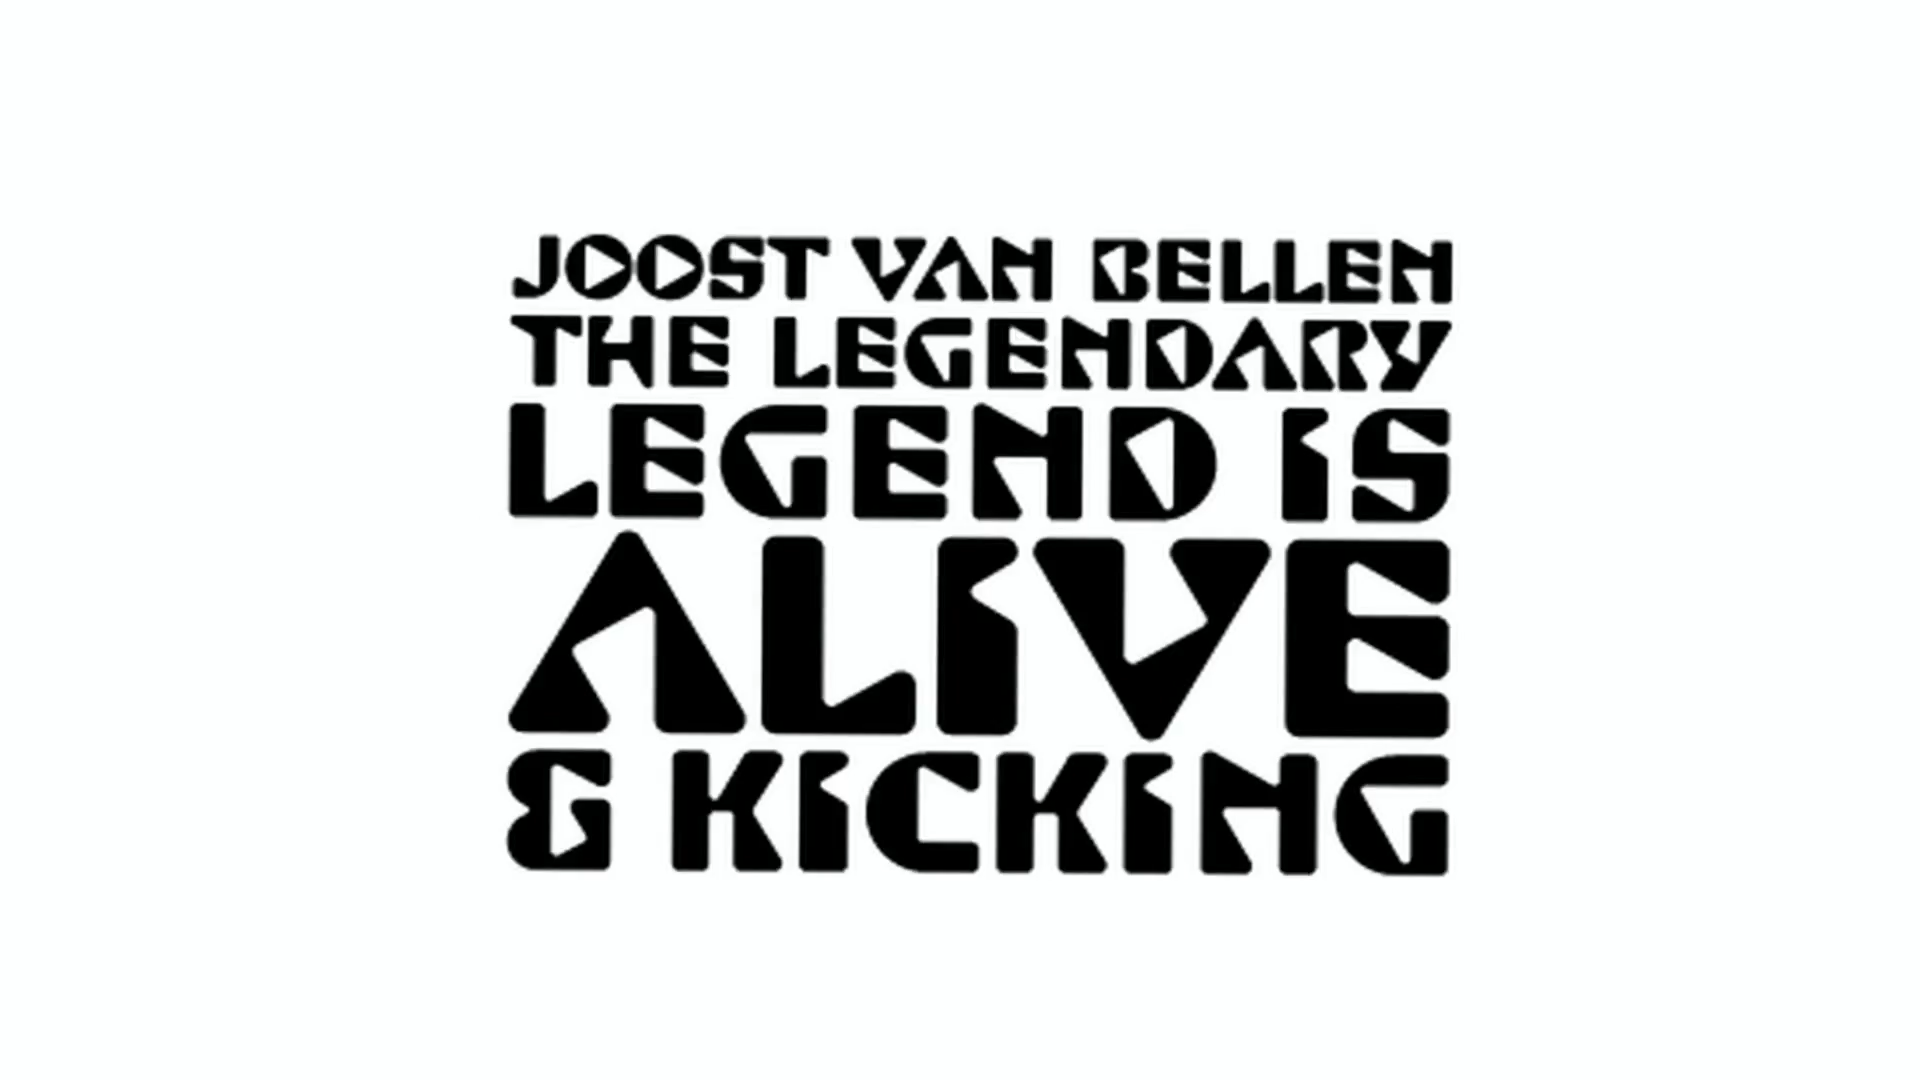 JOOST VAN BELLEN
THE LEGENDARY
LEGEND IS
ALIVE
& KICKING